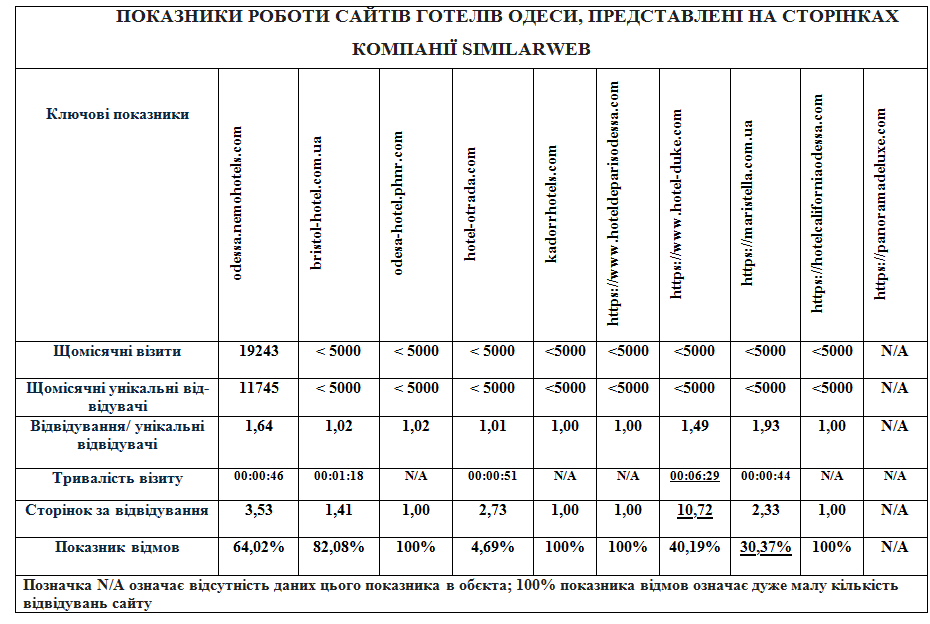 ПОКАЗНИКИ РОБОТИ САЙТІВ ГОТЕЛІВ ОДЕСИ, ПРЕДСТАВЛЕНІ НА СТОРІНКАХ
КОМПАНІЇ SIMILARWEB
Ключові показники
odessa.nemohotels.com
bristol-hotel.com.ua
odesa-hotel.phnr.com
hotel-otrada.com
kadorrhotels.com
https://www.hoteldeparisodessa.com
https://www.hotel-duke.com
https://maristella.com.ua
https://hotelcaliforniaodessa.com
https://panoramadeluxe.com
Щомісячні візити 19243 < 5000 < 5000 < 5000 <5000 <5000 <5000 <5000 <5000 N/A
Щомісячні унікальні від-
відувачі 11745 < 5000 < 5000 < 5000 <5000 <5000 <5000 <5000 <5000 N/A
Відвідування/ унікальні
відвідувачі 1,64 1,02 1,02 1,01 1,00 1,00 1,49 1,93 1,00 N/A
Тривалість візиту 00:00:46 00:01:18 N/A 00:00:51 N/A N/A 00:06:29 00:00:44 N/A N/A
Сторінок за відвідування 3,53 1,41 1,00 2,73 1,00 1,00 10,72 2,33 1,00 N/A
Показник відмов 64,02% 82,08% 100% 4,69% 100% 100% 40,19% 30,37% 100% N/A
Позначка N/A означає відсутність даних цього показника в обєкта; 100% показника відмов означає дуже малу кількість
відвідувань сайту